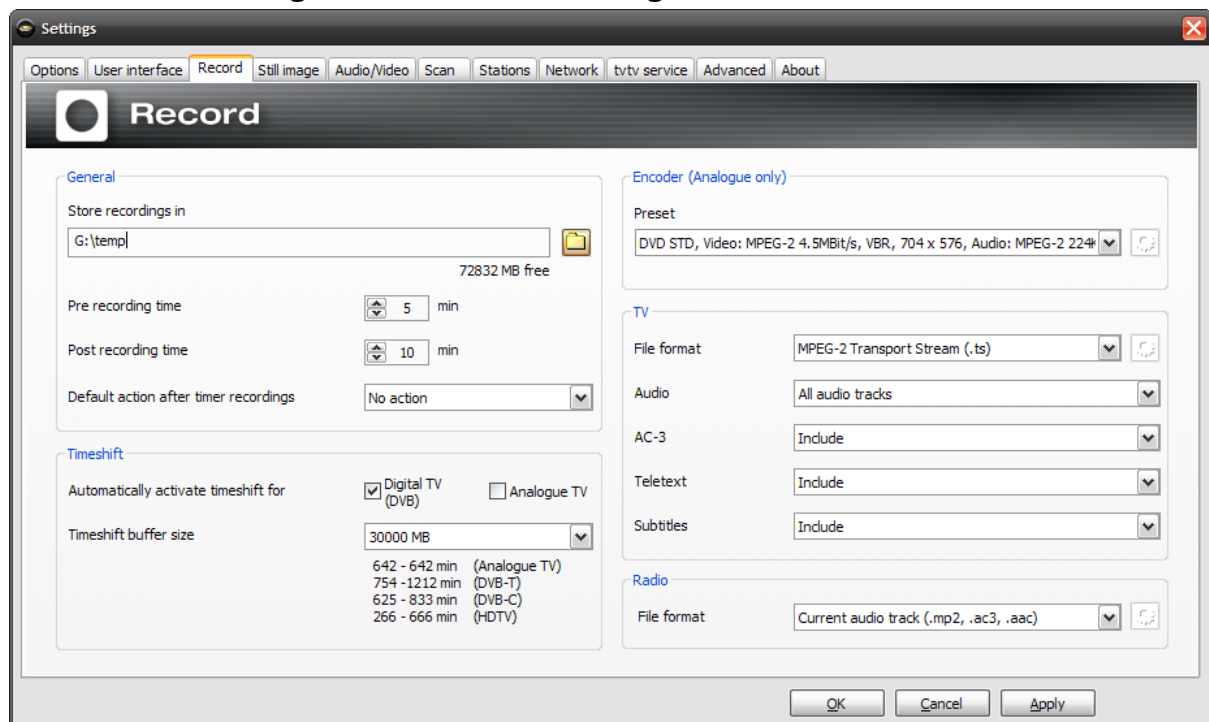 Settings
Options User interface Record Still image Audio/Video Scan Stations Network tvtv service Advanced About
Record
General
Store recordings in
G:\temp
72832 MB free
Pre recording time 5 min
Post recording time 10 min
Default action after timer recordings No action
Timeshift
Automatically activate timeshift for Digital TV (DVB) Analogue TV
Timeshift buffer size 30000 MB
642 - 642 min (Analogue TV)
754 -1212 min (DVB-T)
625 - 833 min (DVB-C)
266 - 666 min (HDTV)
Encoder (Analogue only)
Preset
DVD STD, Video: MPEG-2 4.5MBit/s, VBR, 704 x 576, Audio: MPEG-2 224
TV
File format MPEG-2 Transport Stream (.ts)
Audio All audio tracks
AC-3 Include
Teletext Include
Subtitles Include
Radio
File format Current audio track (.mp2, .ac3, .aac)
OK Cancel Apply